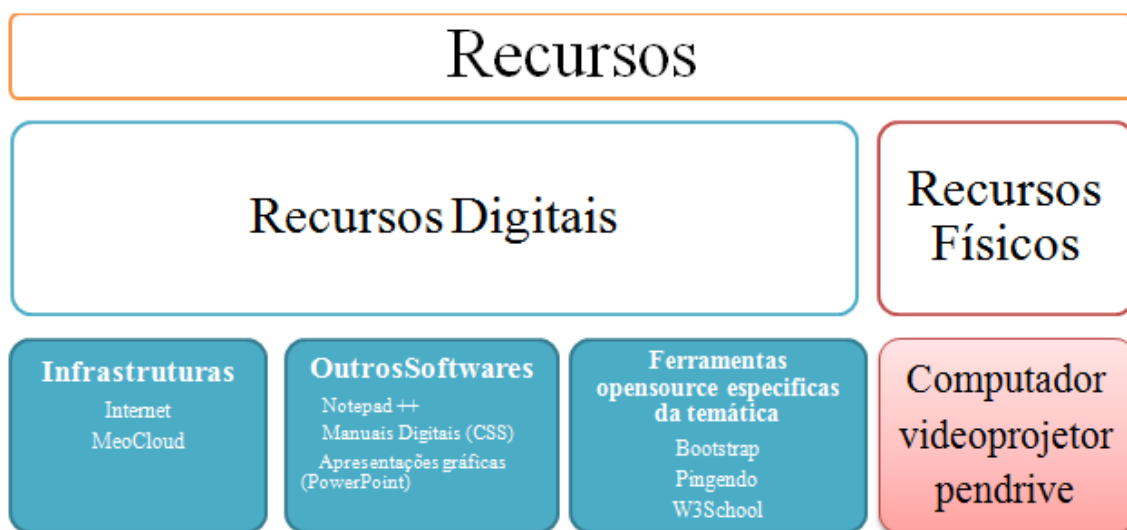 Recursos
Recursos Digitais
Recursos
Físicos
Infrastruturas
Internet
MeoCloud
OutrosSoftwares
Notepad ++
Manuais Digitais (CSS)
Apresentações gráficas
(PowerPoint)
Ferramentas
opensource especificas
da temática
Bootstrap
Pingendo
W3School
Computador
videoprojetor
pendrive